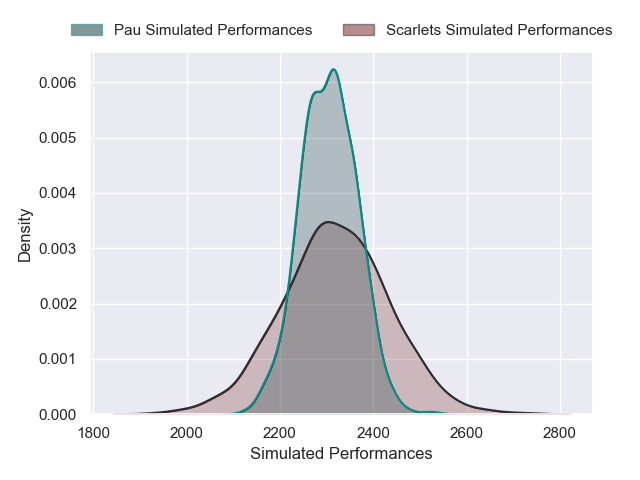 Pau Simulated Performances Scarlets Simulated Performances
0.006
0.005
0.004
0.003
0.002
0.001
0.000
Density
1800 2000 2200 2400 2600 2800
Simulated Performances